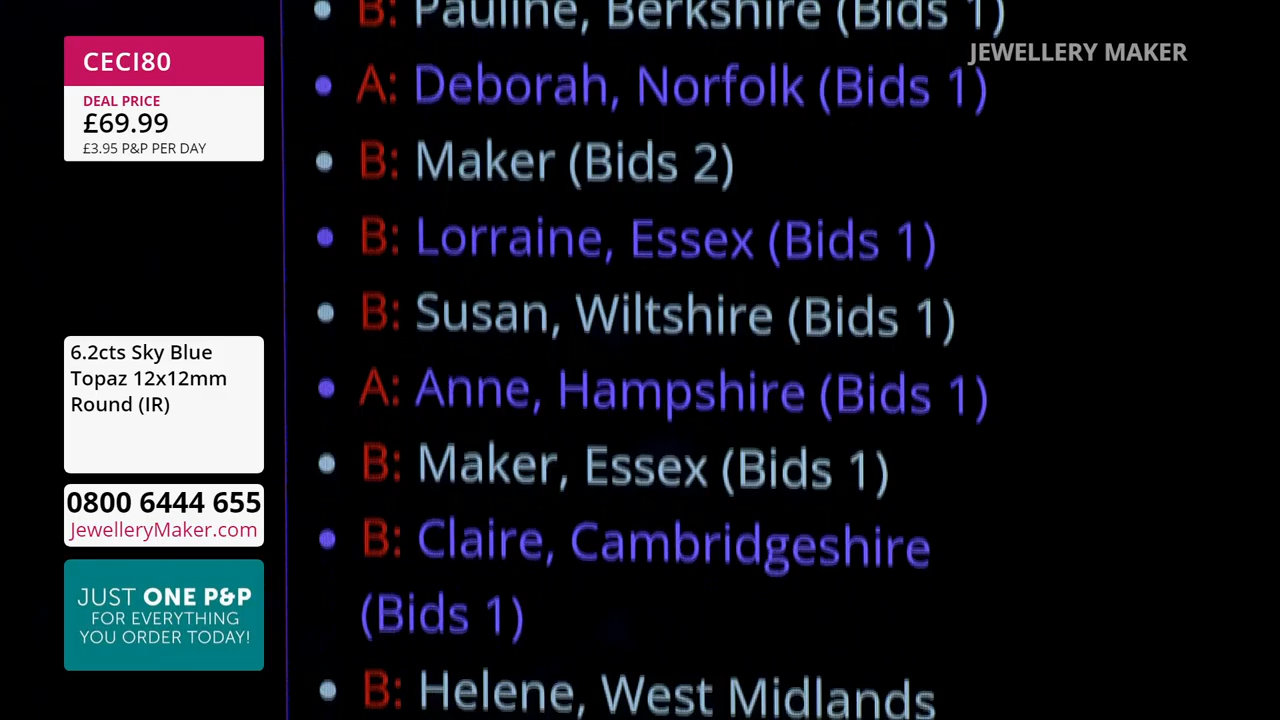 CECI80
DEAL PRICE
£69.99
£3.95 P&P PER DAY
6.2cts Sky Blue
Topaz 12x12mm
Round (IR)
0800 6444 655
JewelleryMaker.com
JUST ONE P&P
FOR EVERYTHING
YOU ORDER TODAY!
JEWELLERY MAKER
B: Pauline, Berkshire (Bids 1)
A: Deborah, Norfolk (Bids 1)
B: Maker (Bids 2)
B: Lorraine, Essex (Bids 1)
B: Susan, Wiltshire (Bids 1)
A: Anne, Hampshire (Bids 1)
B: Maker, Essex (Bids 1)
B: Claire, Cambridgeshire
(Bids 1)
B: Helene, West Midlands